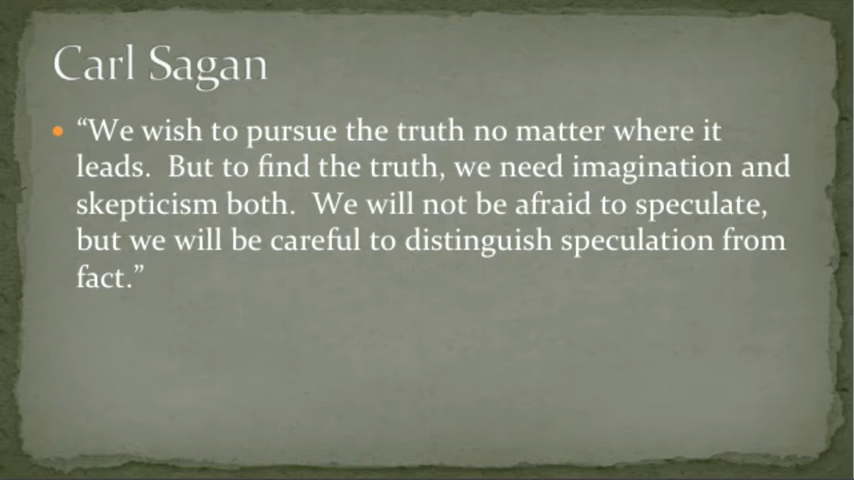 Carl Sagan
• “We wish to pursue the truth no matter where it
leads.  But to find the truth, we need imagination and
skepticism both.  We will not be afraid to speculate,
but we will be careful to distinguish speculation from
fact.”